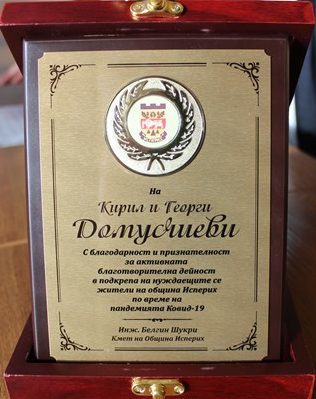 ИСПЕРИХ
На
Кирил и Георги
Домусчиеви
С благодарност и признателност
за активната
благотворителна дейност
в подкрепа на нуждаещите се
жители на община Исперих
по време на
пандемията Ковид-19
Инж. Белгин Шукри
Кмет на Община Исперих